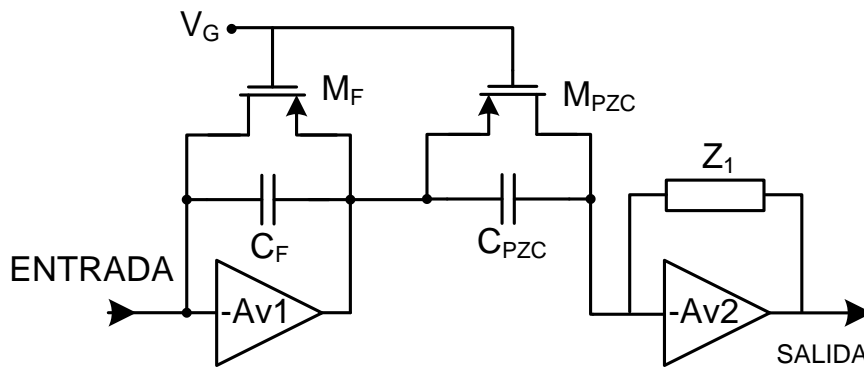 V_G
M_F
M_PZC
Z_1
C_F
C_PZC
ENTRADA
-Av1
-Av2
SALIDA